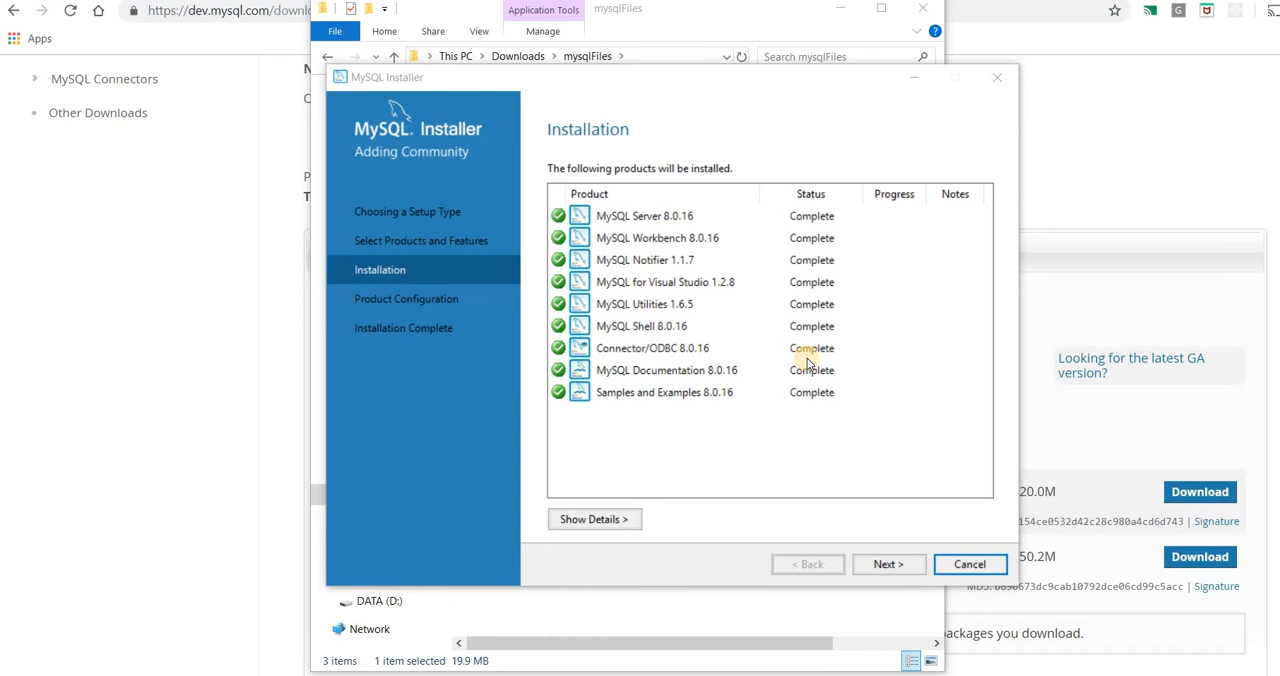 https://dev.mysql.com/downl
Apps
MySQL Connectors
Other Downloads
Application Tools
mysqlFiles
File
Home
Share
View
Manage
This PC > Downloads > mysqlFiles >
Search mysqlFiles
MySQL Installer
MySQL. Installer
Adding Community
Choosing a Setup Type
Select Products and Features
Installation
Product Configuration
Installation Complete
Installation
The following products will be installed.
Product Status Progress Notes
MySQL Server 8.0.16 Complete
MySQL Workbench 8.0.16 Complete
MySQL Notifier 1.1.7 Complete
MySQL for Visual Studio 1.2.8 Complete
MySQL Utilities 1.6.5 Complete
MySQL Shell 8.0.16 Complete
Connector/ODBC 8.0.16 Complete
MySQL Documentation 8.0.16 Complete
Samples and Examples 8.0.16 Complete
Show Details >
< Back
Next >
Cancel
DATA (D:)
Network
3 items 1 item selected 19.9 MB
Looking for the latest GA
version?
20.0M
Download
154ce0532d42c28c980a4cd6d743 | Signature
50.2M
Download
| Signature
ackages you download.